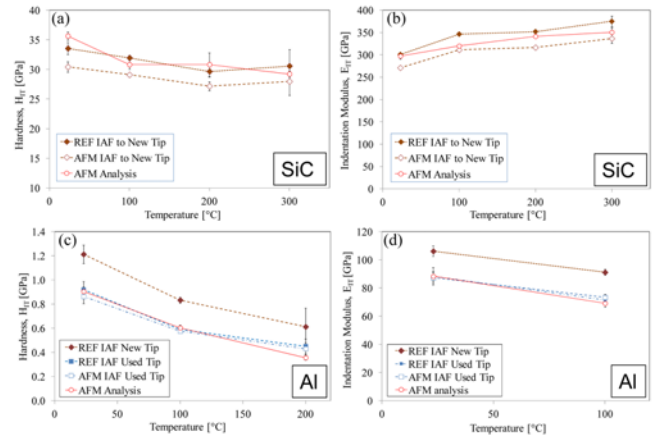 (a)
Hardness, H_IT [GPa]
40
35
30
25
20
15
10
REF IAF to New Tip
AFM IAF to New Tip
AFM Analysis
SiC
0 100 200 300
Temperature [°C]
(b)
Indentation Modulus, E_IT [GPa]
400
350
300
250
200
150
100
50
0
REF IAF to New Tip
AFM IAF to New Tip
AFM Analysis
SiC
0 100 200 300
Temperature [°C]
(c)
Hardness, H_IT [GPa]
1.4
1.2
1.0
0.8
0.6
0.4
0.2
0.0
REF IAF New Tip
REF IAF Used Tip
AFM IAF Used Tip
AFM Analysis
Al
0 50 100 150 200
Temperature [°C]
(d)
Indentation Modulus, E_IT [GPa]
120
100
80
60
40
20
0
REF IAF New Tip
REF IAF Used Tip
AFM IAF Used Tip
AFM analysis
Al
0 50 100
Temperature [°C]